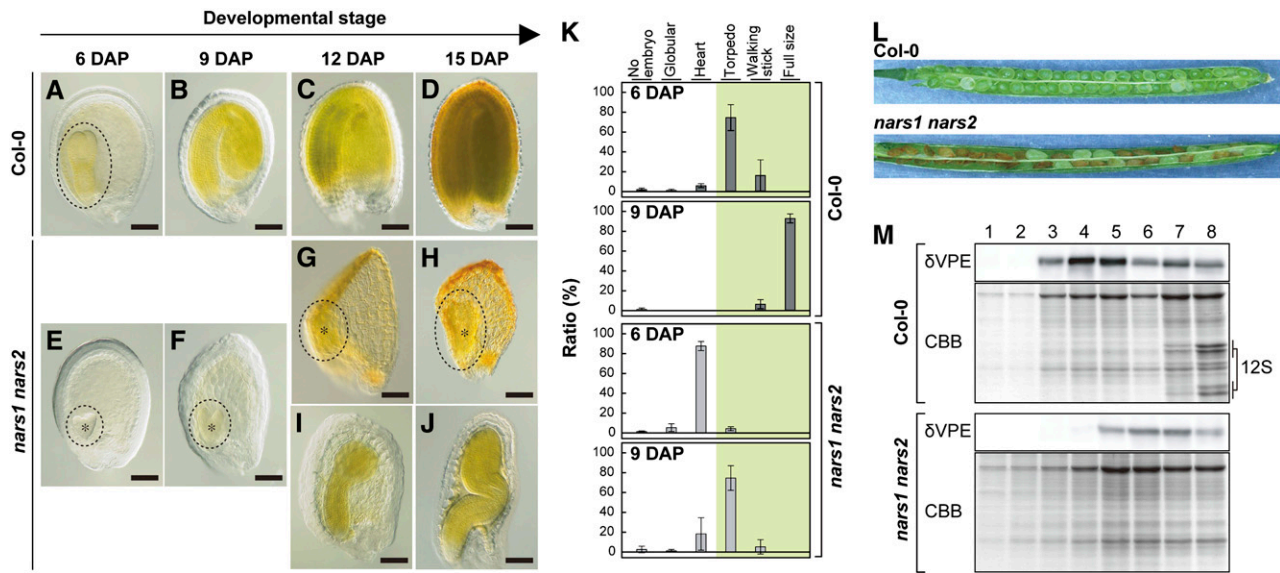 Developmental stage
6 DAP 9 DAP 12 DAP 15 DAP
Col-0
A B C D
nars1 nars2
G H
* *
E F
* *
I J
K
No embryo
Globular
Heart
Torpedo
Walking stick
Full size
Ratio (%)
6 DAP
100
80
60
40
20
0
9 DAP
100
80
60
40
20
0
Col-0
6 DAP
100
80
60
40
20
0
9 DAP
100
80
60
40
20
0
nars1 nars2
L
Col-0
nars1 nars2
M
1 2 3 4 5 6 7 8
Col-0
δVPE
CBB
12S
nars1 nars2
δVPE
CBB